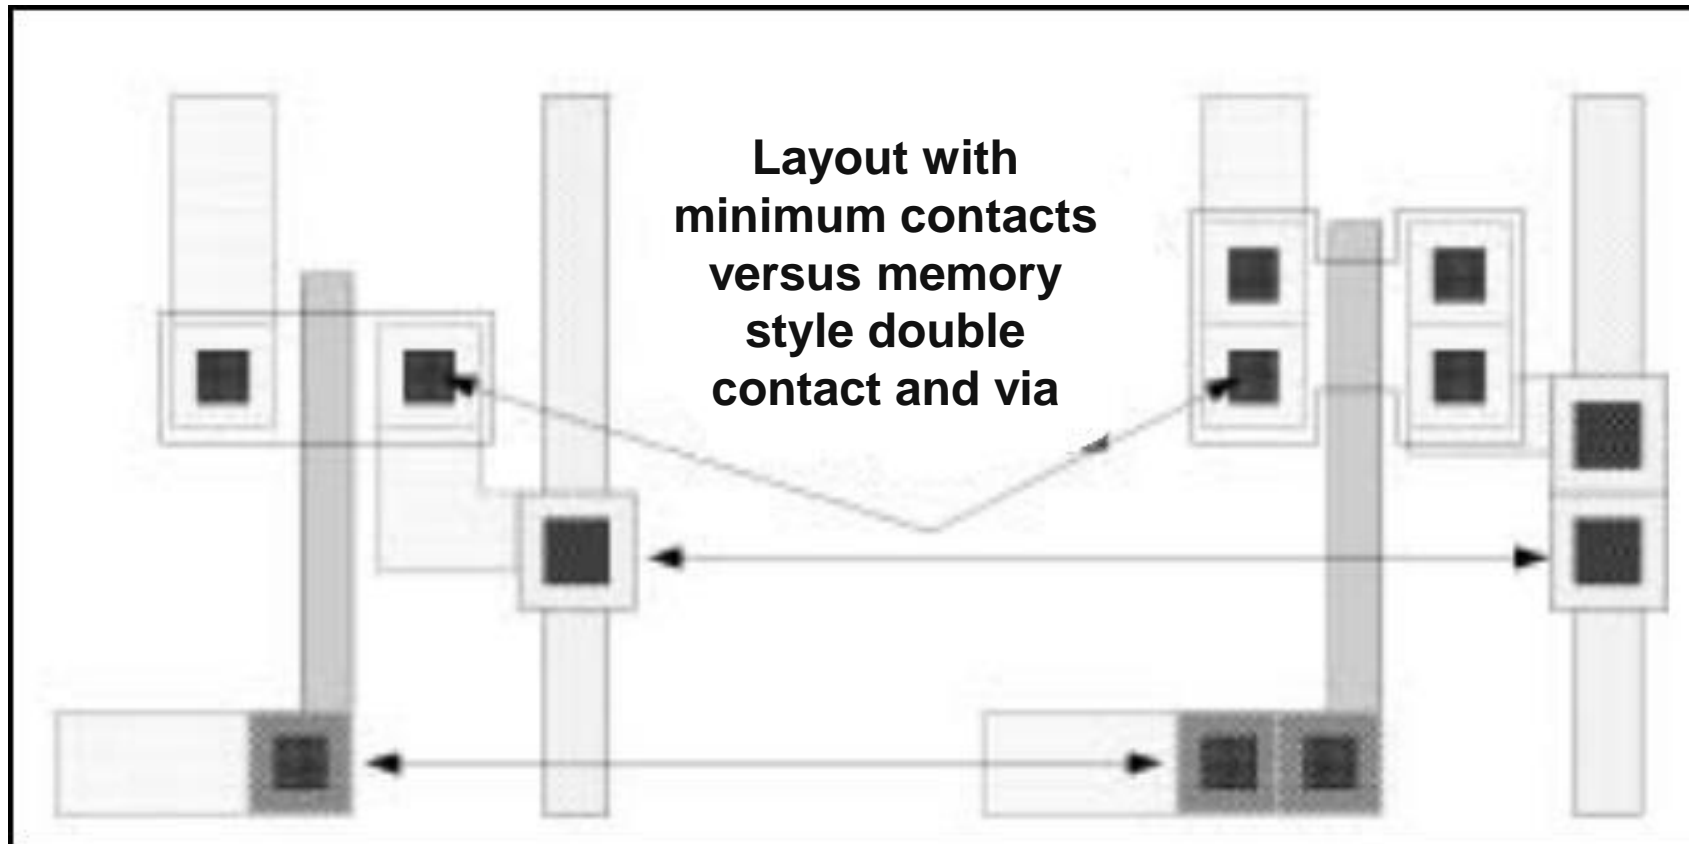 Layout with
minimum contacts
versus memory
style double
contact and via